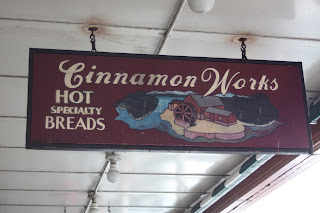 Cinnamon Works
HOT
SPECIALTY
BREADS